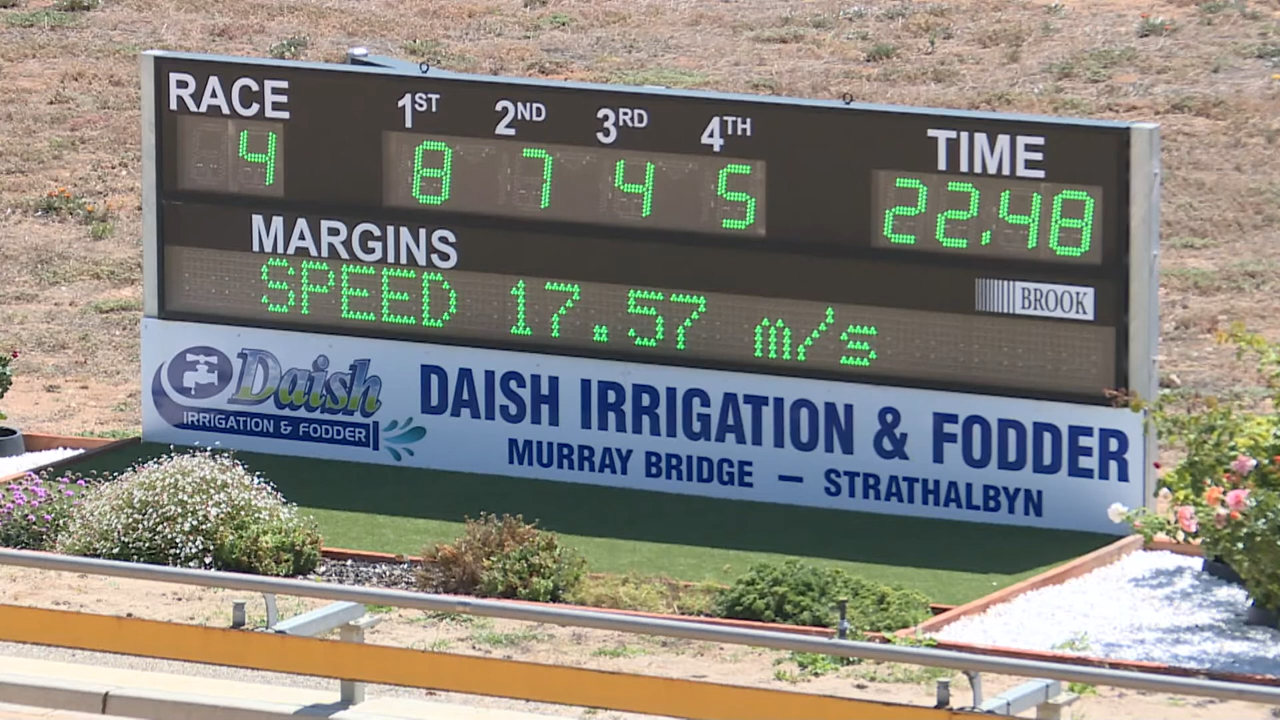 RACE 1ST 2ND 3RD 4TH TIME
4 8 7 4 5 22.48
MARGINS
SPEED 17.57 m/s
BROOK
Daish
IRRIGATION & FODDER
DAISH IRRIGATION & FODDER
MURRAY BRIDGE – STRATHALBYN